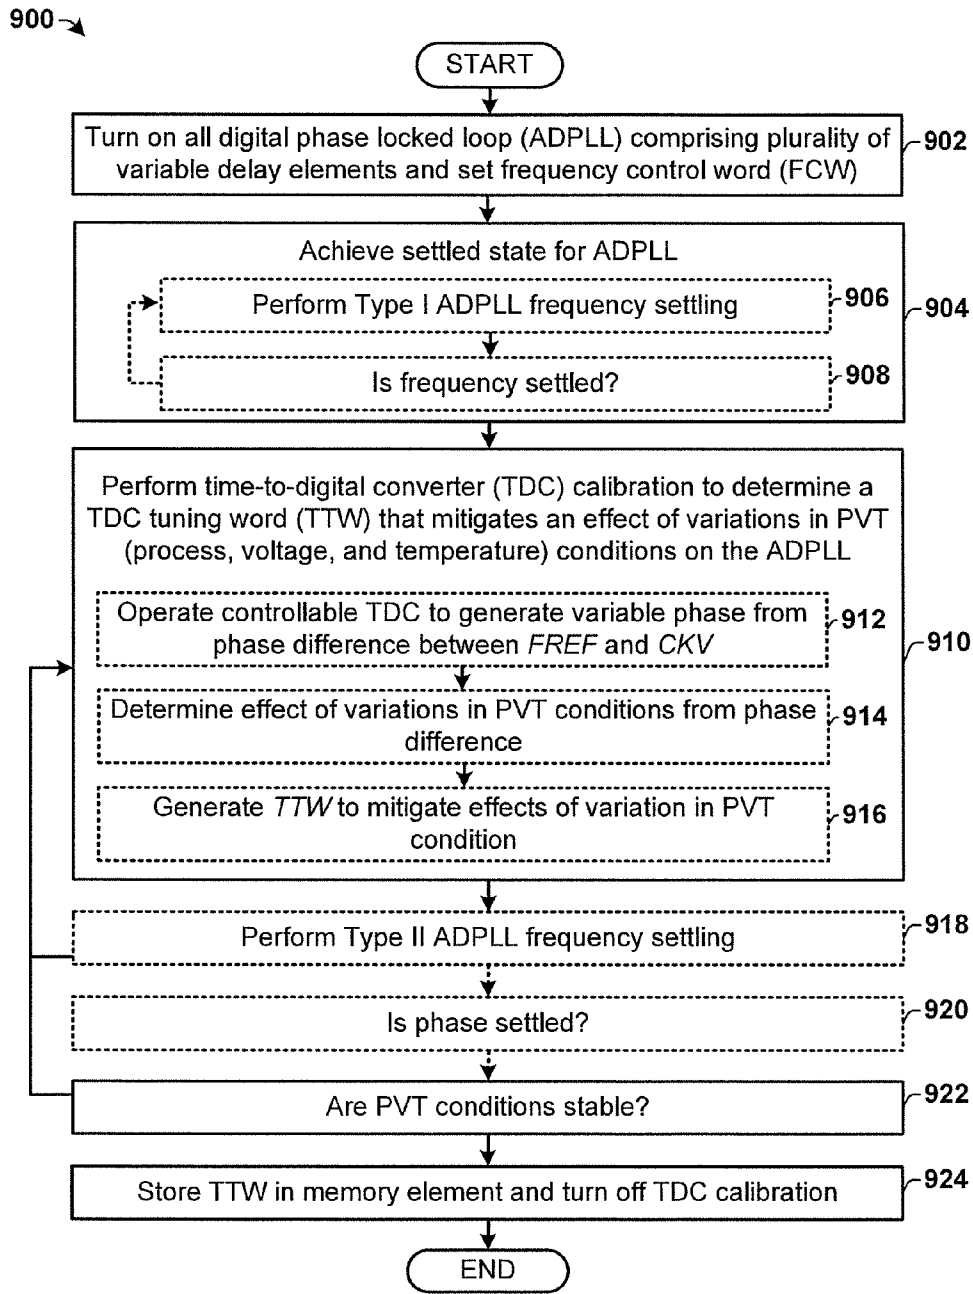 900
START
Turn on all digital phase locked loop (ADPLL) comprising plurality of
variable delay elements and set frequency control word (FCW)
902
Achieve settled state for ADPLL
904
Perform Type I ADPLL frequency settling
906
Is frequency settled?
908
Perform time-to-digital converter (TDC) calibration to determine a
TDC tuning word (TTW) that mitigates an effect of variations in PVT
(process, voltage, and temperature) conditions on the ADPLL
910
Operate controllable TDC to generate variable phase from
phase difference between FREF and CKV
912
Determine effect of variations in PVT conditions from phase
difference
914
Generate TTW to mitigate effects of variation in PVT
condition
916
Perform Type II ADPLL frequency settling
918
Is phase settled?
920
Are PVT conditions stable?
922
Store TTW in memory element and turn off TDC calibration
924
END